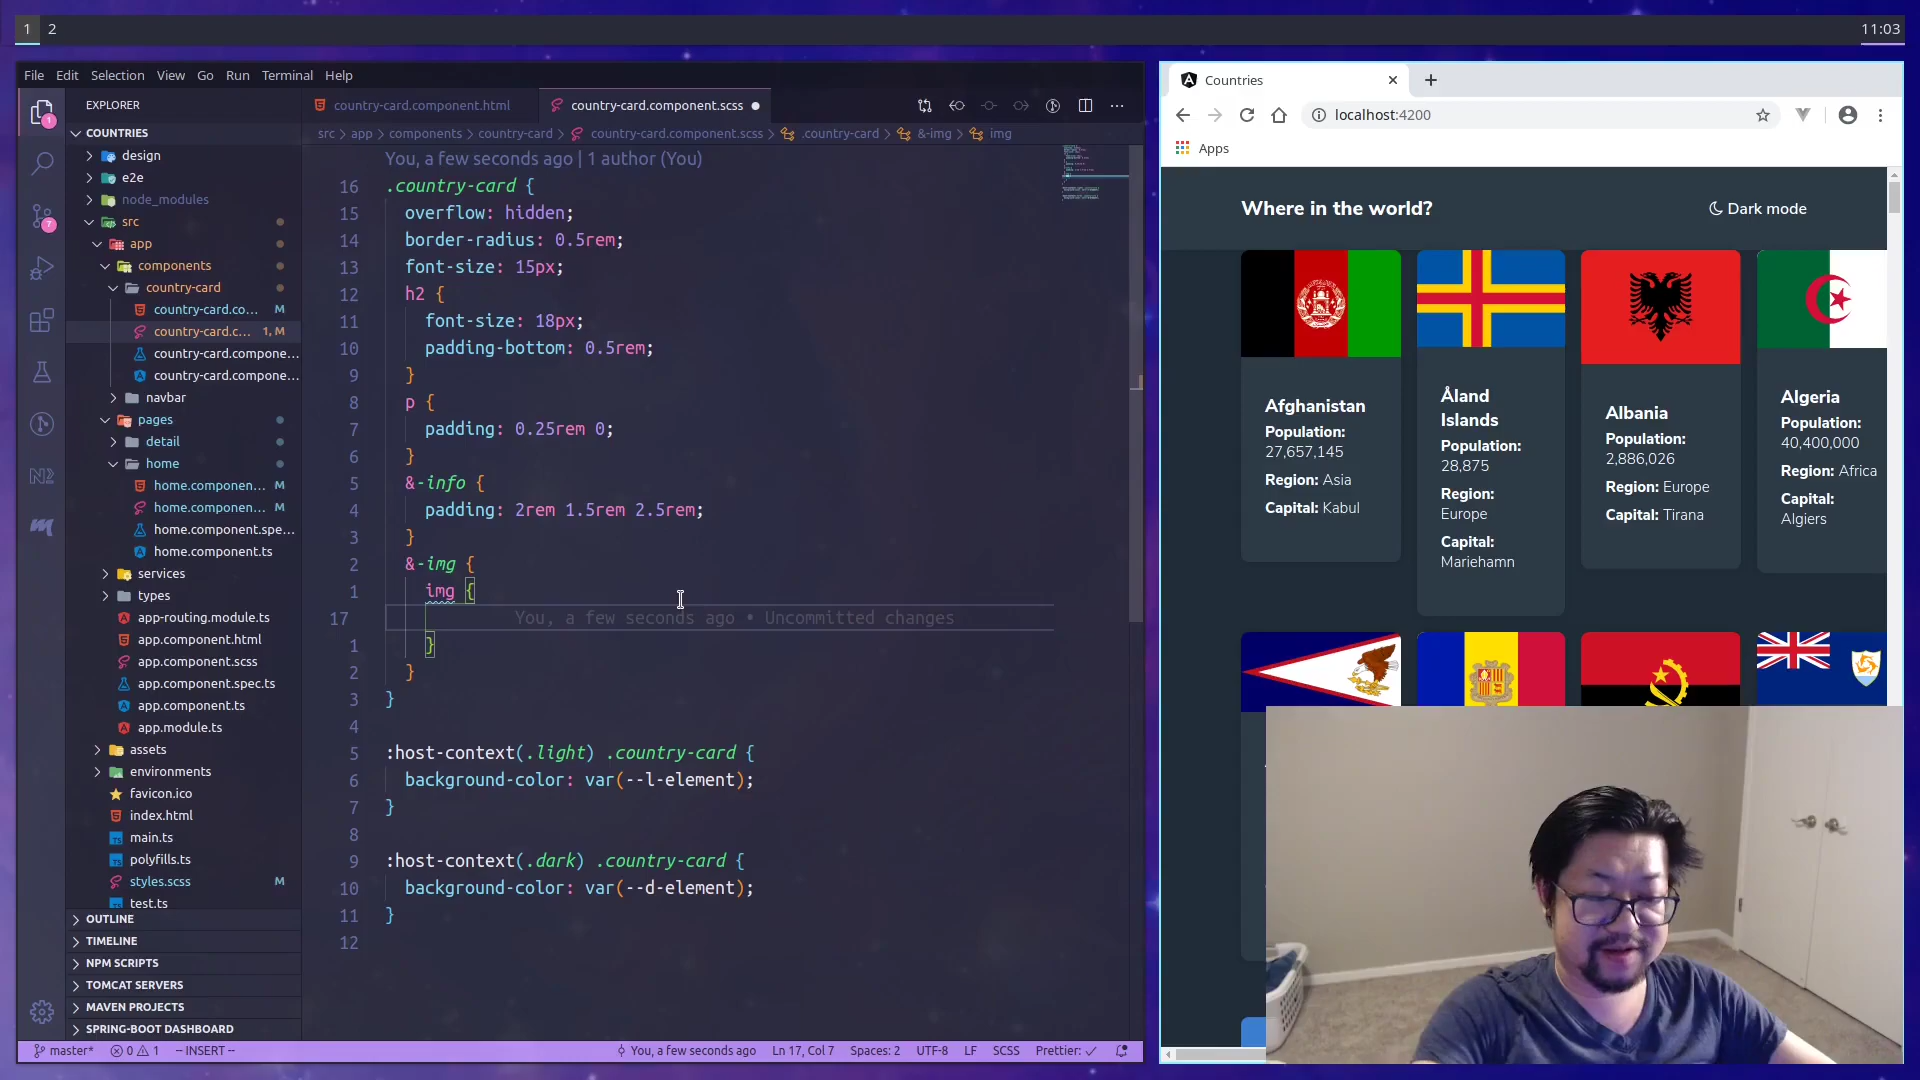 1 2
11:03
File Edit Selection View Go Run Terminal Help
EXPLORER
COUNTRIES
design
e2e
node_modules
src
app
components
country-card
country-card.co... M
country-card.c... 1, M
country-card.compone...
country-card.compone...
navbar
pages
detail
home
home.componen... M
home.componen... M
home.component.spe...
home.component.ts
services
types
app-routing.module.ts
app.component.html
app.component.scss
app.component.spec.ts
app.component.ts
app.module.ts
assets
environments
favicon.ico
index.html
main.ts
polyfills.ts
styles.scss M
test.ts
OUTLINE
TIMELINE
NPM SCRIPTS
TOMCAT SERVERS
MAVEN PROJECTS
SPRING-BOOT DASHBOARD
1
7
country-card.component.html country-card.component.scss
src > app > components > country-card > country-card.component.scss > .country-card > &-img > img
You, a few seconds ago | 1 author (You)
16 .country-card {
15 overflow: hidden;
14 border-radius: 0.5rem;
13 font-size: 15px;
12 h2 {
11 font-size: 18px;
10 padding-bottom: 0.5rem;
9 }
8 p {
7 padding: 0.25rem 0;
6 }
5 &-info {
4 padding: 2rem 1.5rem 2.5rem;
3 }
2 &-img {
1 img {
17 You, a few seconds ago • Uncommitted changes
1 }
2 }
3 }
4
5 :host-context(.light) .country-card {
6 background-color: var(--l-element);
7 }
8
9 :host-context(.dark) .country-card {
10 background-color: var(--d-element);
11 }
12
master* 0 1 -- INSERT -- You, a few seconds ago Ln 17, Col 7 Spaces: 2 UTF-8 LF SCSS Prettier: ✓
Countries
localhost:4200
Apps
Where in the world? Dark mode
Afghanistan
Population:
27,657,145
Region: Asia
Capital: Kabul
Åland
Islands
Population:
28,875
Region:
Europe
Capital:
Mariehamn
Albania
Population:
2,886,026
Region: Europe
Capital: Tirana
Algeria
Population:
40,400,000
Region: Africa
Capital:
Algiers